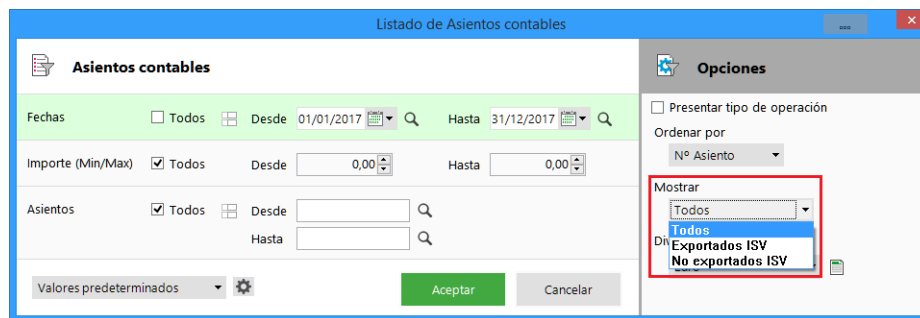 Listado de Asientos contables
Asientos contables
Fechas Todos Desde 01/01/2017 Hasta 31/12/2017
Importe (Min/Max) Todos Desde 0,00 Hasta 0,00
Asientos Todos Desde
Hasta
Valores predeterminados Aceptar Cancelar
Opciones
Presentar tipo de operación
Ordenar por
Nº Asiento
Mostrar
Todos
Todos
Exportados ISV
No exportados ISV